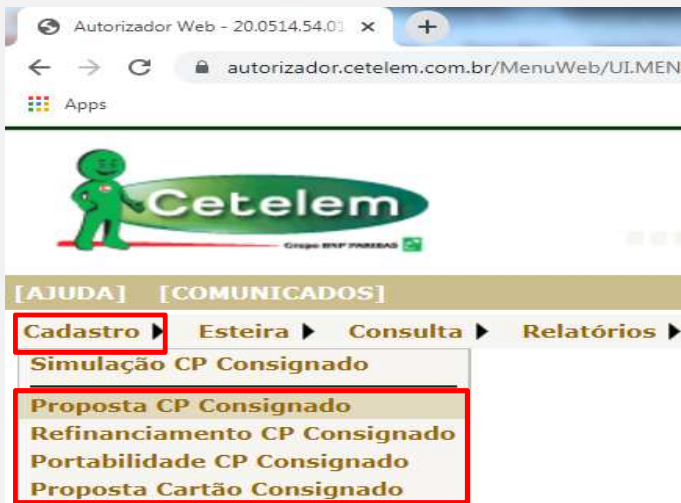 Autorizador Web - 20.0514.54.01
autorizador.cetelem.com.br/MenuWeb/UI.MEN
Apps
Cetelem
Grupo BNP PARIBAS
[AJUDA] [COMUNICADOS]
Cadastro Esteira Consulta Relatórios
Simulação CP Consignado
Proposta CP Consignado
Refinanciamento CP Consignado
Portabilidade CP Consignado
Proposta Cartão Consignado